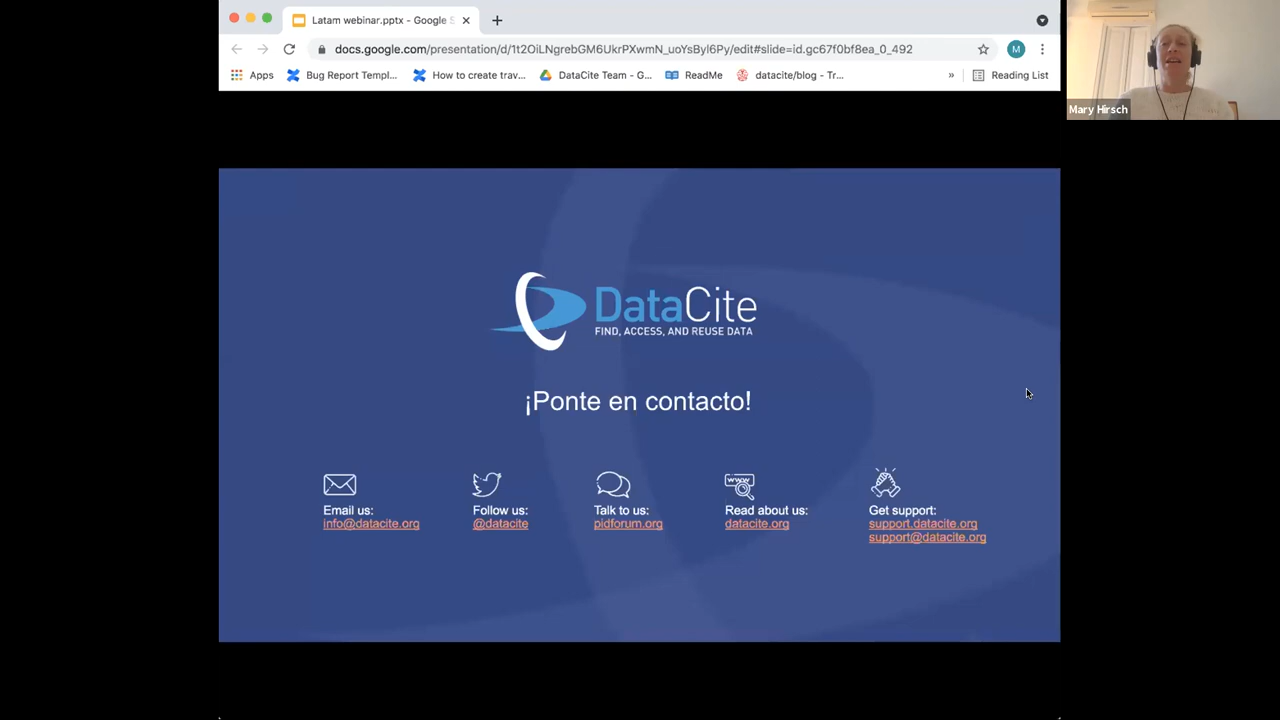 Latam webinar.pptx - Google S
docs.google.com/presentation/d/1t2OiLNgrebGM6UkrPXwmN_uoYsByl6Py/edit#slide=id.gc67f0bf8ea_0_492
M
Apps
Bug Report Templ...
How to create trav...
DataCite Team - G...
ReadMe
datacite/blog - Tr...
»
Reading List
Mary Hirsch
DataCite
FIND, ACCESS, AND REUSE DATA
¡Ponte en contacto!
www
Email us:
info@datacite.org
Follow us:
@datacite
Talk to us:
pidforum.org
Read about us:
datacite.org
Get support:
support.datacite.org
support@datacite.org